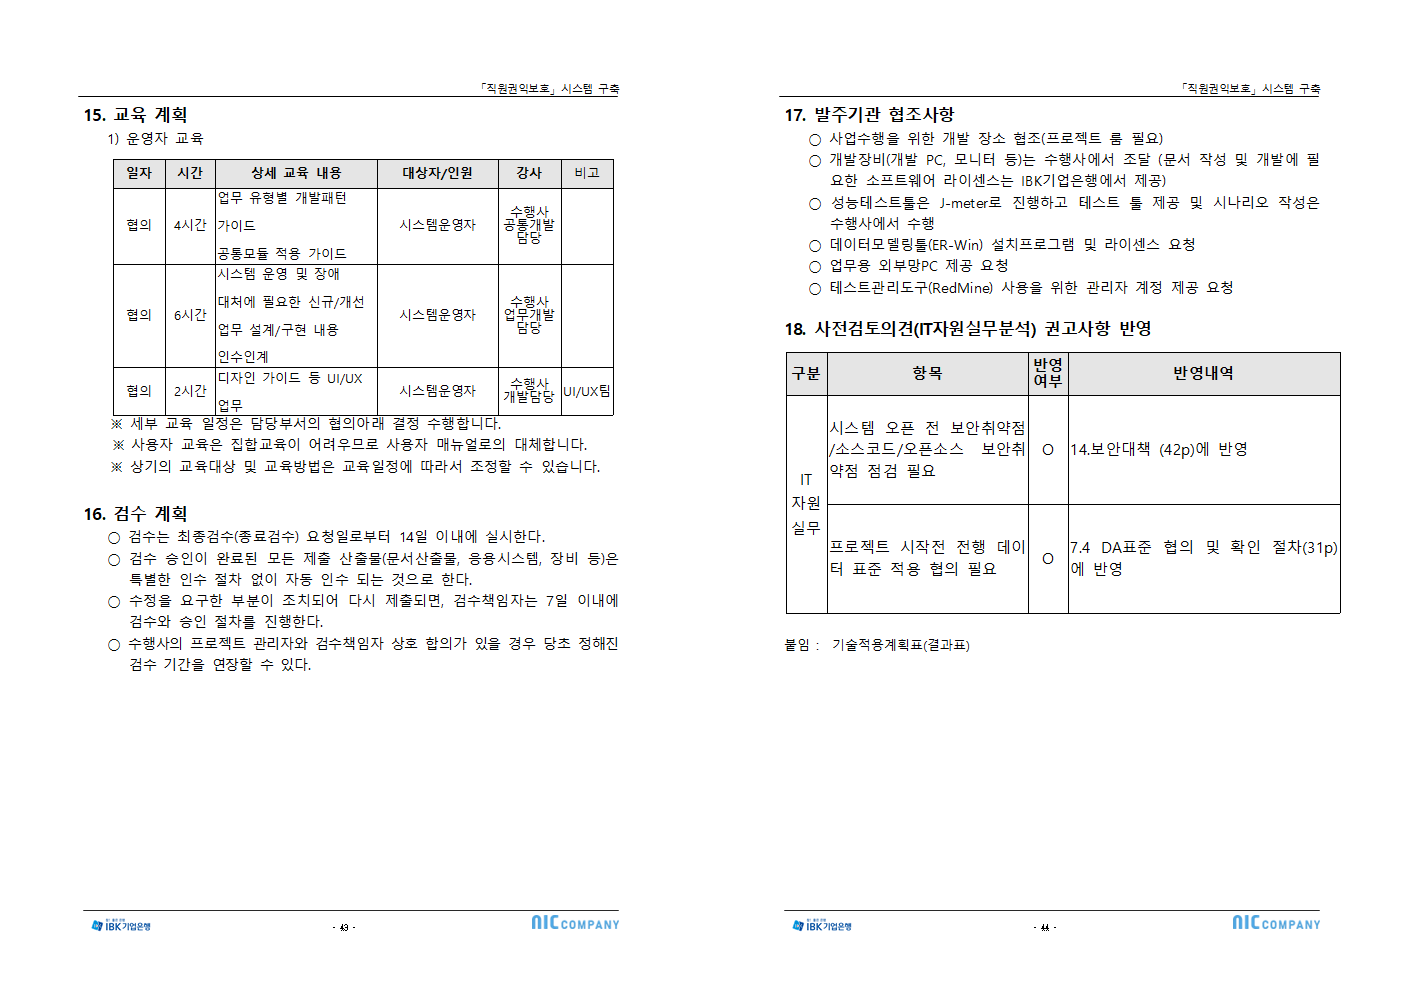 「직원권익보호」시스템 구축
15. 교육 계획
1) 운영자 교육
일자 시간 상세 교육 내용 대상자/인원 강사 비고
협의 4시간 업무 유형별 개발패턴
가이드
공통모듈 적용 가이드
시스템운영자
수행사
공통개발
담당
협의 6시간 시스템 운영 및 장애
대처에 필요한 신규/개선
업무 설계/구현 내용
인수인계
시스템운영자
수행사
업무개발
담당
협의 2시간 디자인 가이드 등 UI/UX
업무
시스템운영자
수행사
개발담당
UI/UX팀
※ 세부 교육 일정은 담당부서의 협의아래 결정 수행합니다.
※ 사용자 교육은 집합교육이 어려우므로 사용자 매뉴얼로의 대체합니다.
※ 상기의 교육대상 및 교육방법은 교육일정에 따라서 조정할 수 있습니다.
16. 검수 계획
○ 검수는 최종검수(종료검수) 요청일로부터 14일 이내에 실시한다.
○ 검수 승인이 완료된 모든 제출 산출물(문서산출물, 응용시스템, 장비 등)은
특별한 인수 절차 없이 자동 인수 되는 것으로 한다.
○ 수정을 요구한 부분이 조치되어 다시 제출되면, 검수책임자는 7일 이내에
검수와 승인 절차를 진행한다.
○ 수행사의 프로젝트 관리자와 검수책임자 상호 합의가 있을 경우 당초 정해진
검수 기간을 연장할 수 있다.
IBK기업은행
- 43 -
NIC COMPANY
「직원권익보호」시스템 구축
17. 발주기관 협조사항
○ 사업수행을 위한 개발 장소 협조(프로젝트 룸 필요)
○ 개발장비(개발 PC, 모니터 등)는 수행사에서 조달 (문서 작성 및 개발에 필
요한 소프트웨어 라이센스는 IBK기업은행에서 제공)
○ 성능테스트툴은 J-meter로 진행하고 테스트 툴 제공 및 시나리오 작성은
수행사에서 수행
○ 데이터모델링툴(ER-Win) 설치프로그램 및 라이센스 요청
○ 업무용 외부망PC 제공 요청
○ 테스트관리도구(RedMine) 사용을 위한 관리자 계정 제공 요청
18. 사전검토의견(IT자원실무분석) 권고사항 반영
구분 항목 반영
여부 반영내역
IT
자원
실무
시스템 오픈 전 보안취약점
/소스코드/오픈소스 보안취
약점 점검 필요
O
14.보안대책 (42p)에 반영
프로젝트 시작전 전행 데이
터 표준 적용 협의 필요
O
7.4 DA표준 협의 및 확인 절차(31p)
에 반영
붙임 : 기술적용계획표(결과표)
IBK기업은행
- 44 -
NIC COMPANY